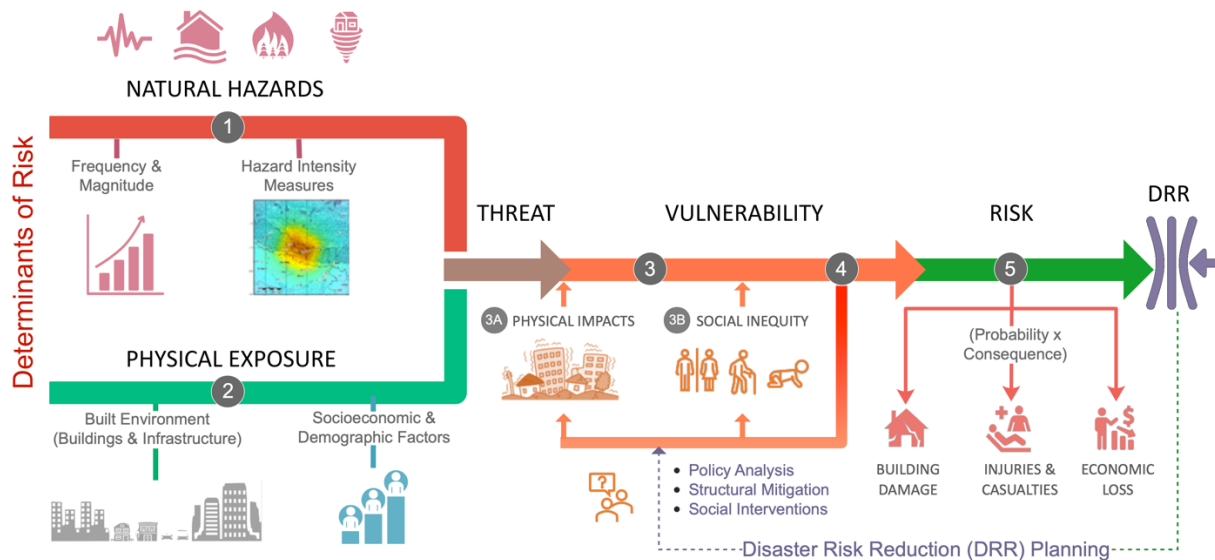 NATURAL HAZARDS
1
Determinants of Risk
Frequency &
Magnitude
Hazard Intensity
Measures
PHYSICAL EXPOSURE
2
Built Environment
(Buildings & Infrastructure)
Socioeconomic &
Demographic Factors
THREAT
VULNERABILITY
RISK
DRR
3
4
5
3A PHYSICAL IMPACTS
3B SOCIAL INEQUITY
(Probability x
Consequence)
?
• Policy Analysis
• Structural Mitigation
• Social Interventions
$
BUILDING
DAMAGE
INJURIES &
CASUALTIES
ECONOMIC
LOSS
Disaster Risk Reduction (DRR) Planning